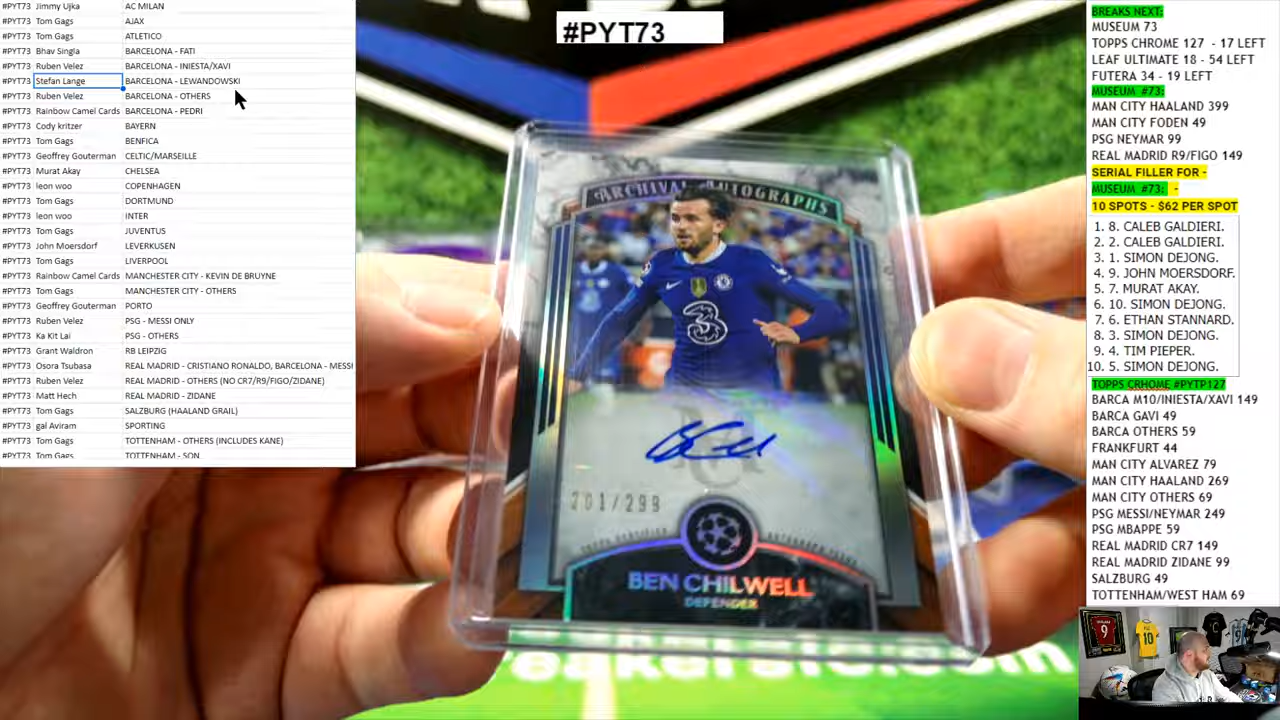 #PYT73 Jimmy Ujka AC MILAN
#PYT73 Tom Gags AJAX
#PYT73 Tom Gags ATLETICO
#PYT73 Bhav Singla BARCELONA - FATI
#PYT73 Ruben Velez BARCELONA - INIESTA/XAVI
#PYT73 Stefan Lange BARCELONA - LEWANDOWSKI
#PYT73 Ruben Velez BARCELONA - OTHERS
#PYT73 Rainbow Camel Cards BARCELONA - PEDRI
#PYT73 Cody kritzer BAYERN
#PYT73 Tom Gags BENFICA
#PYT73 Geoffrey Gouterman CELTIC/MARSEILLE
#PYT73 Murat Akay CHELSEA
#PYT73 leon woo COPENHAGEN
#PYT73 Tom Gags DORTMUND
#PYT73 leon woo INTER
#PYT73 Tom Gags JUVENTUS
#PYT73 John Moersdorf LEVERKUSEN
#PYT73 Tom Gags LIVERPOOL
#PYT73 Rainbow Camel Cards MANCHESTER CITY - KEVIN DE BRUYNE
#PYT73 Tom Gags MANCHESTER CITY - OTHERS
#PYT73 Geoffrey Gouterman PORTO
#PYT73 Ruben Velez PSG - MESSI ONLY
#PYT73 Ka Kit Lai PSG - OTHERS
#PYT73 Grant Waldron RB LEIPZIG
#PYT73 Osora Tsubasa REAL MADRID - CRISTIANO RONALDO, BARCELONA - MESSI
#PYT73 Ruben Velez REAL MADRID - OTHERS (NO CR7/R9/FIGO/ZIDANE)
#PYT73 Matt Hech REAL MADRID - ZIDANE
#PYT73 Tom Gags SALZBURG (HAALAND GRAIL)
#PYT73 gal Aviram SPORTING
#PYT73 Tom Gags TOTTENHAM - OTHERS (INCLUDES KANE)
#PYT73 Tom Gags TOTTENHAM - SON
#PYT73
ARCHIVAL AUTOGRAPHS
3
201/299
BEN CHILWELL
DEFENDER
BREAKS NEXT:
MUSEUM 73
TOPPS CHROME 127 - 17 LEFT
LEAF ULTIMATE 18 - 54 LEFT
FUTERA 34 - 19 LEFT
MUSEUM #73:
MAN CITY HAALAND 399
MAN CITY FODEN 49
PSG NEYMAR 99
REAL MADRID R9/FIGO 149
SERIAL FILLER FOR -
MUSEUM #73: -
10 SPOTS - $62 PER SPOT
1. 8. CALEB GALDIERI.
2. 2. CALEB GALDIERI.
3. 1. SIMON DEJONG.
4. 9. JOHN MOERSDORF.
5. 7. MURAT AKAY.
6. 10. SIMON DEJONG.
7. 6. ETHAN STANNARD.
8. 3. SIMON DEJONG.
9. 4. TIM PIEPER.
10. 5. SIMON DEJONG.
TOPPS CRHOME #PYTP127
BARCA M10/INIESTA/XAVI 149
BARCA GAVI 49
BARCA OTHERS 59
FRANKFURT 44
MAN CITY ALVAREZ 79
MAN CITY HAALAND 269
MAN CITY OTHERS 69
PSG MESSI/NEYMAR 249
PSG MBAPPE 59
REAL MADRID CR7 149
REAL MADRID ZIDANE 99
SALZBURG 49
TOTTENHAM/WEST HAM 69
9
10